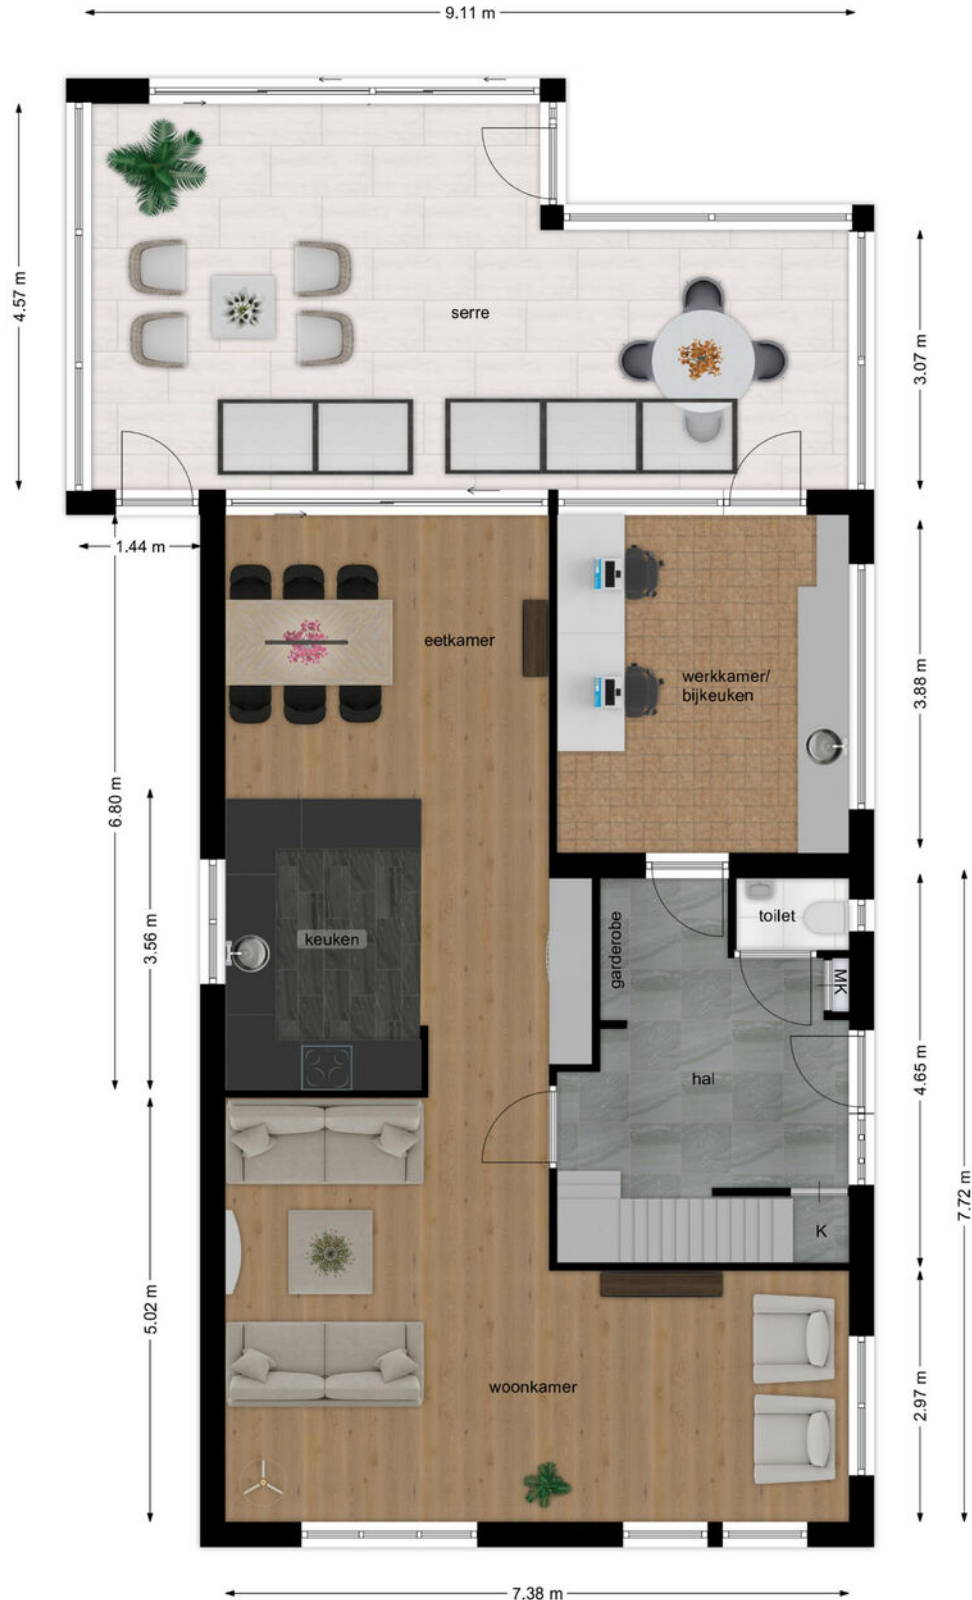 9.11 m
4.57 m
serre
3.07 m
1.44 m
eetkamer
werkkamer/
bijkeuken
3.88 m
6.80 m
3.56 m
keuken
garderobe
toilet
MK
hal
4.65 m
7.72 m
K
5.02 m
woonkamer
2.97 m
7.38 m